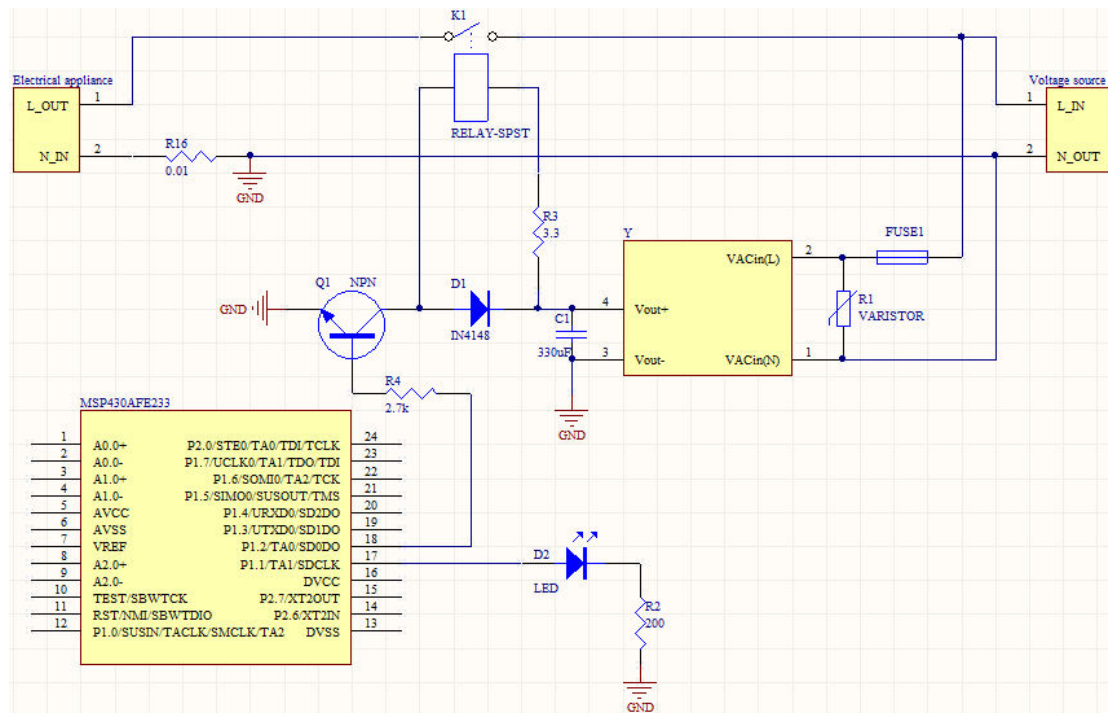 K1
Electrical appliance
Voltage source
L_OUT
1
1
L_IN
RELAY-SPST
N_IN
2
R16
0.01
2
N_OUT
GND
R3
3.3
Y
FUSE1
2
VACin(L)
Q1
NPN
D1
R1
VARISTOR
GND
IN4148
C1
330uF
4
Vout+
3
Vout-
VACin(N)
1
R4
2.7k
GND
MSP430AFE233
1 A0.0+ P2.0/STE0/TA0/TDI/TCLK 24
2 A0.0- P1.7/UCLK0/TA1/TDO/TDI 23
3 A1.0+ P1.6/SOMI0/TA2/TCK 22
4 A1.0- P1.5/SIMO0/SUSOUT/TMS 21
5 AVCC P1.4/URXD0/SD2DO 20
6 AVSS P1.3/UTXD0/SD1DO 19
7 VREF P1.2/TA0/SD0DO 18
8 A2.0+ P1.1/TA1/SDCLK 17
9 A2.0- DVCC 16
10 TEST/SBWTCK P2.7/XT2OUT 15
11 RST/NMI/SBWTDIO P2.6/XT2IN 14
12 P1.0/SUSIN/TACLK/SMCLK/TA2 DVSS 13
D2
LED
R2
200
GND